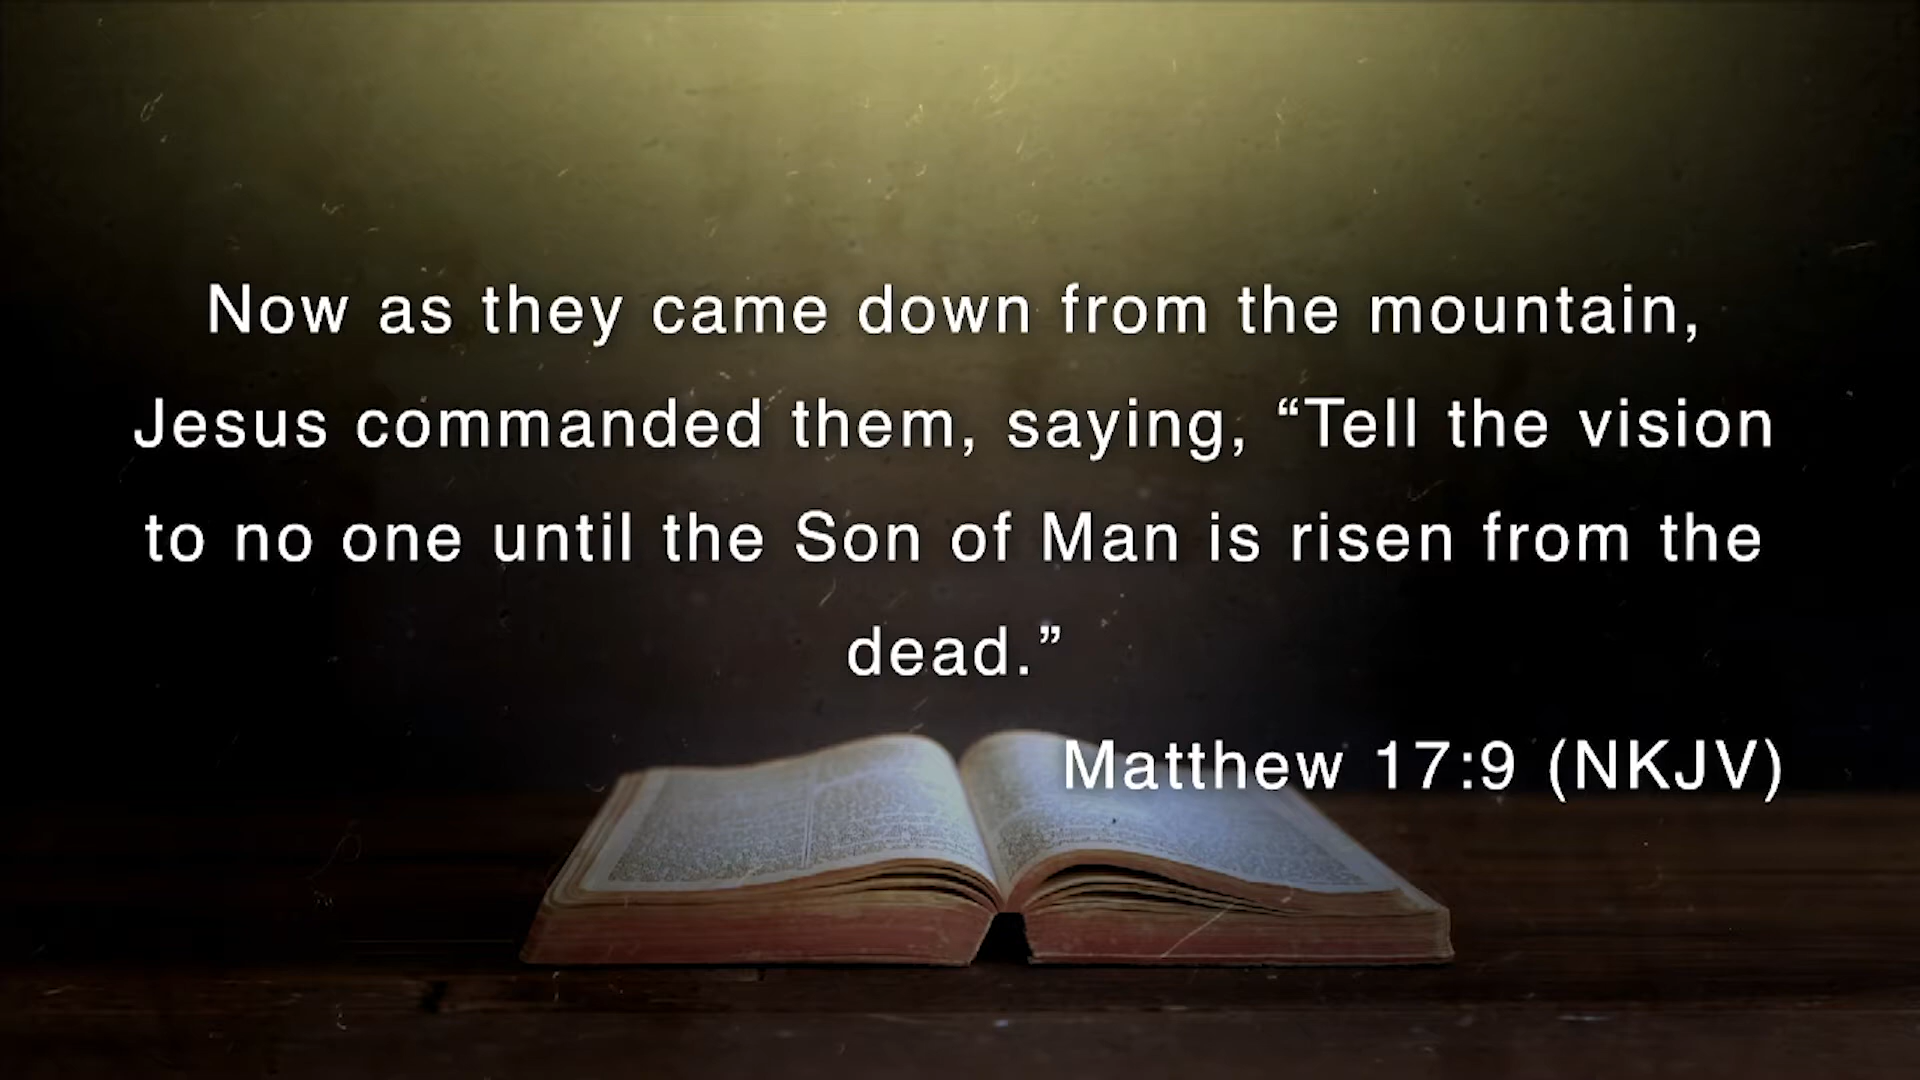 Now as they came down from the mountain,
Jesus commanded them, saying, “Tell the vision
to no one until the Son of Man is risen from the
dead.”
Matthew 17:9 (NKJV)